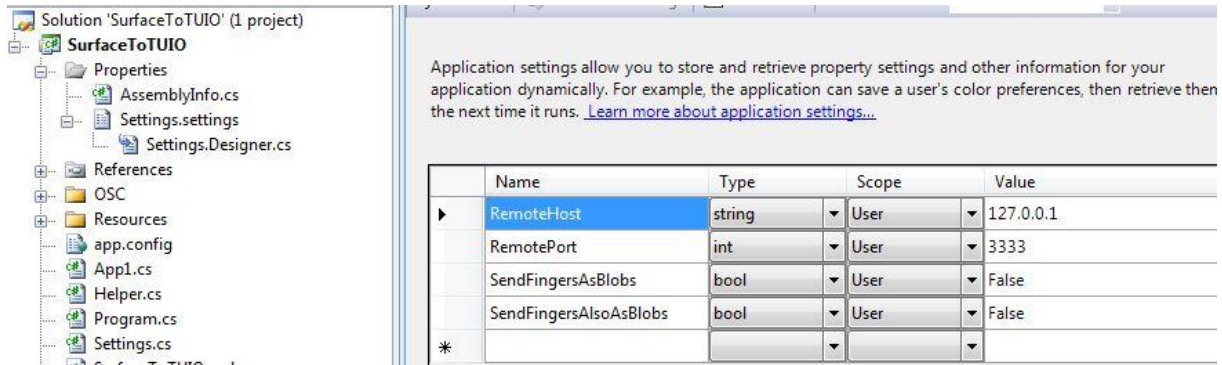 Solution 'SurfaceToTUIO' (1 project)
SurfaceToTUIO
Properties
AssemblyInfo.cs
Settings.settings
Settings.Designer.cs
References
OSC
Resources
app.config
App1.cs
Helper.cs
Program.cs
Settings.cs
Application settings allow you to store and retrieve property settings and other information for your
application dynamically. For example, the application can save a user's color preferences, then retrieve them
the next time it runs. Learn more about application settings...
Name Type Scope Value
RemoteHost string User 127.0.0.1
RemotePort int User 3333
SendFingersAsBlobs bool User False
SendFingersAlsoAsBlobs bool User False